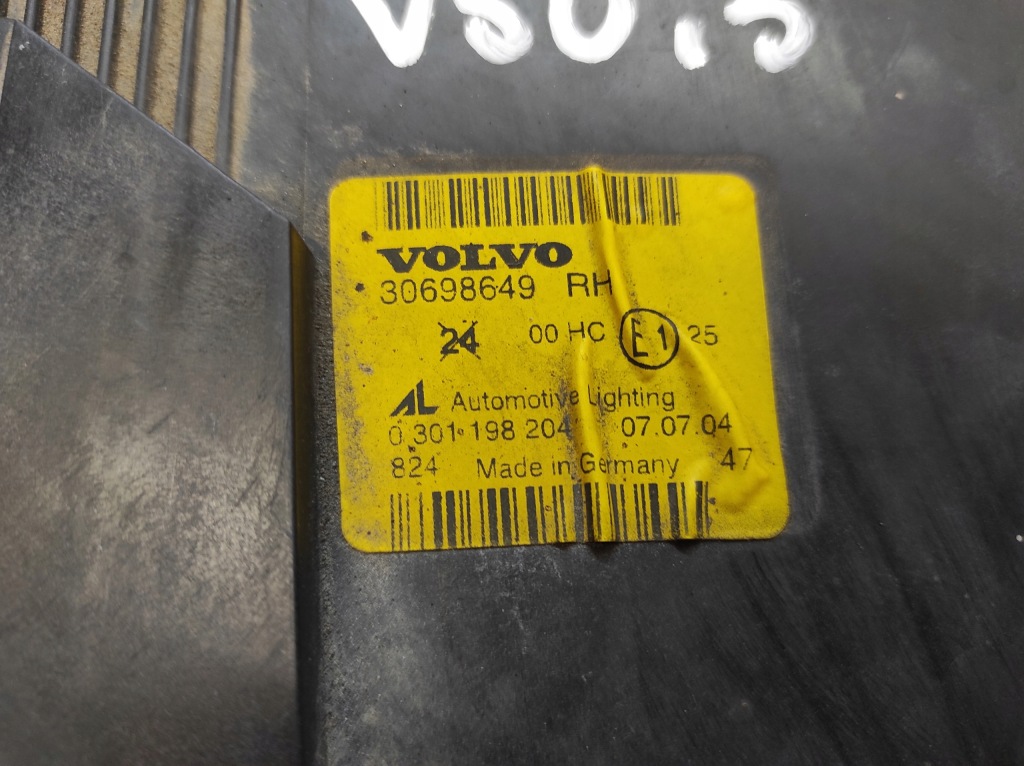 V50.5
VOLVO
30698649 RH
24 00 HC E1 25
AL Automotive Lighting
0 301 198 204 07.07.04
824 Made in Germany 47